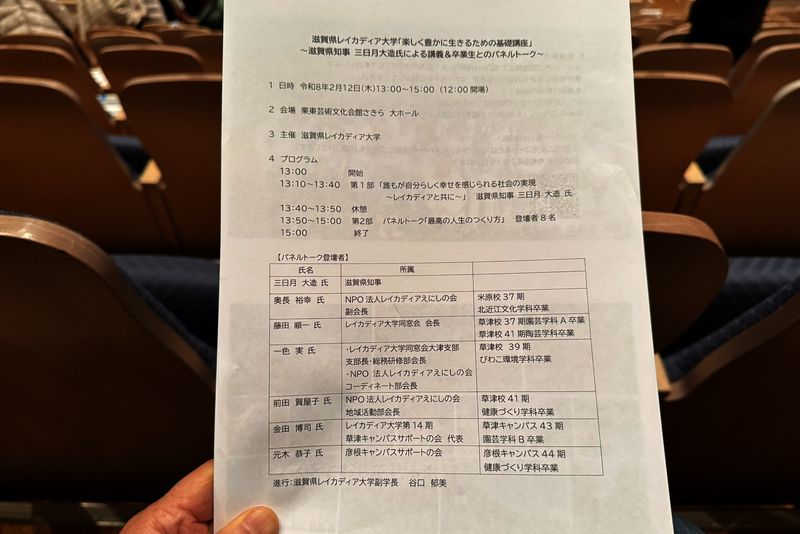 滋賀県レイカディア大学「楽しく豊かに生きるための基礎講座」
～滋賀県知事 三日月大造氏による講義＆卒業生とのパネルトーク～
1 日時 令和8年2月12日(木)13:00～15:00 (12:00開場)
2 会場 栗東芸術文化会館さきら 大ホール
3 主催 滋賀県レイカディア大学
4 プログラム
13:00 開始
13:10～13:40 第1部「誰もが自分らしく幸せを感じられる社会の実現
～レイカディアと共に～」 滋賀県知事 三日月 大造 氏
13:40～13:50 休憩
13:50～15:00 第2部 パネルトーク「最高の人生のつくり方」 登壇者8名
15:00 終了
【パネルトーク登壇者】
氏名 所属
三日月 大造 氏 滋賀県知事
奥長 裕幸 氏 NPO法人レイカディアえにしの会 米原校37期
副会長 北近江文化学科卒業
藤田 順一 氏 レイカディア大学同窓会 会長 草津校37期園芸学科A卒業
草津校41期陶芸学科卒業
一色 実 氏 ・レイカディア大学同窓会大津支部 草津校 39期
支部長・総務研修部会長 びわこ環境学科卒業
・NPO 法人レイカディアえにしの会
コーディネート部会長
前田 賀屋子 氏 NPO法人レイカディアえにしの会 草津校41期
地域活動部会長 健康づくり学科卒業
金田 博司 氏 レイカディア大学第14期 草津キャンパス43期
草津キャンパスサポートの会 代表 園芸学科B卒業
元木 恭子 氏 彦根キャンパスサポートの会 彦根キャンパス44期
健康づくり学科卒業
進行:滋賀県レイカディア大学副学長 谷口 郁美